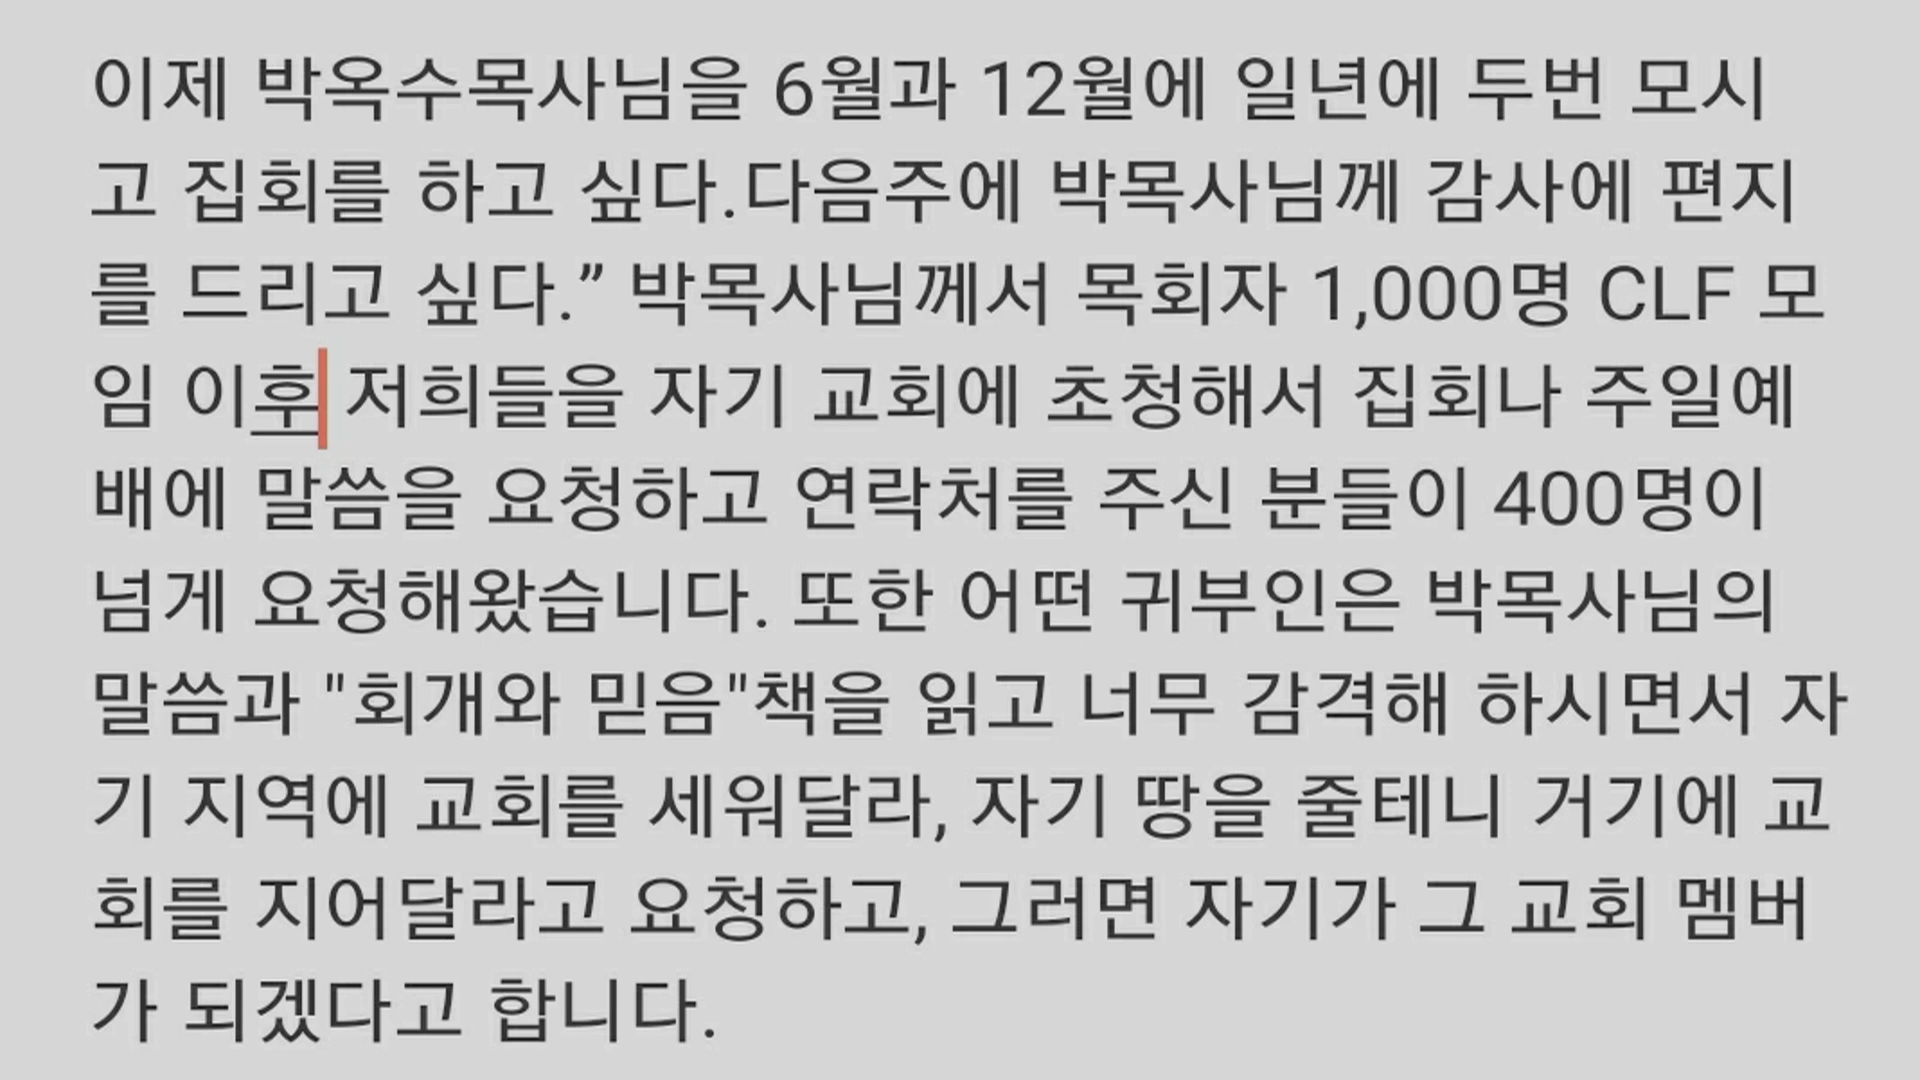 이제 박옥수목사님을 6월과 12월에 일년에 두번 모시
고 집회를 하고 싶다.다음주에 박목사님께 감사에 편지
를 드리고 싶다.” 박목사님께서 목회자 1,000명 CLF 모
임 이후 저희들을 자기 교회에 초청해서 집회나 주일예
배에 말씀을 요청하고 연락처를 주신 분들이 400명이
넘게 요청해왔습니다. 또한 어떤 귀부인은 박목사님의
말씀과 "회개와 믿음"책을 읽고 너무 감격해 하시면서 자
기 지역에 교회를 세워달라, 자기 땅을 줄테니 거기에 교
회를 지어달라고 요청하고, 그러면 자기가 그 교회 멤버
가 되겠다고 합니다.